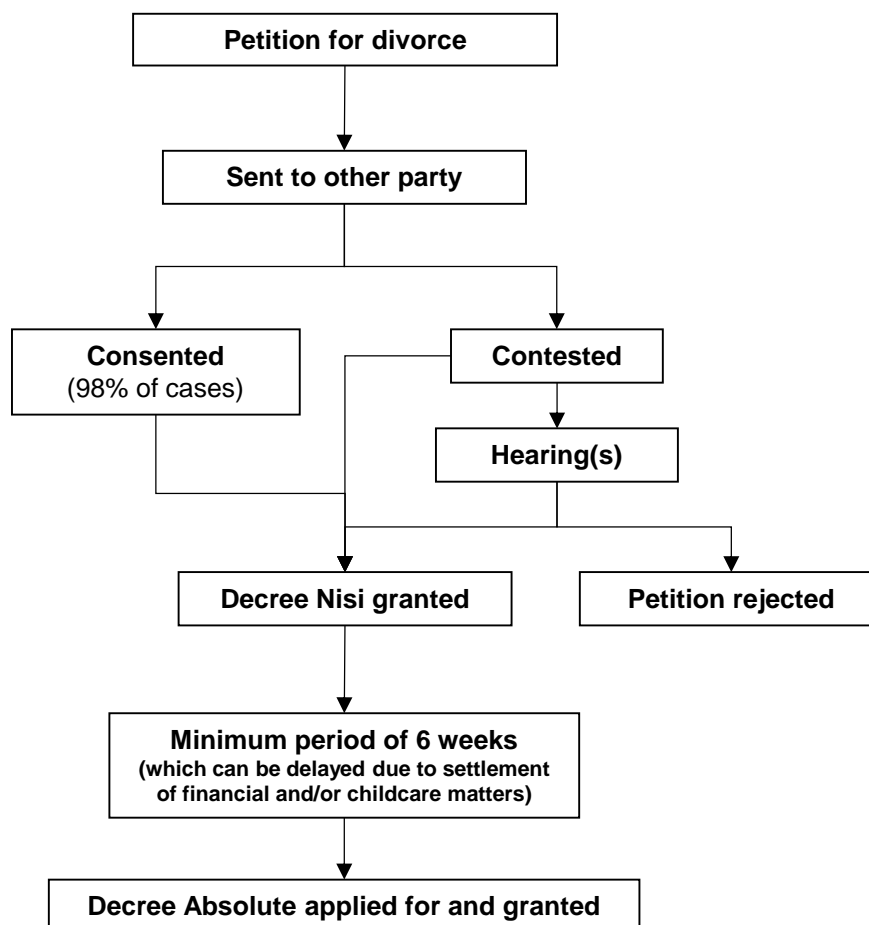 Petition for divorce
Sent to other party
Consented
(98% of cases)
Contested
Hearing(s)
Decree Nisi granted
Petition rejected
Minimum period of 6 weeks
(which can be delayed due to settlement
of financial and/or childcare matters)
Decree Absolute applied for and granted